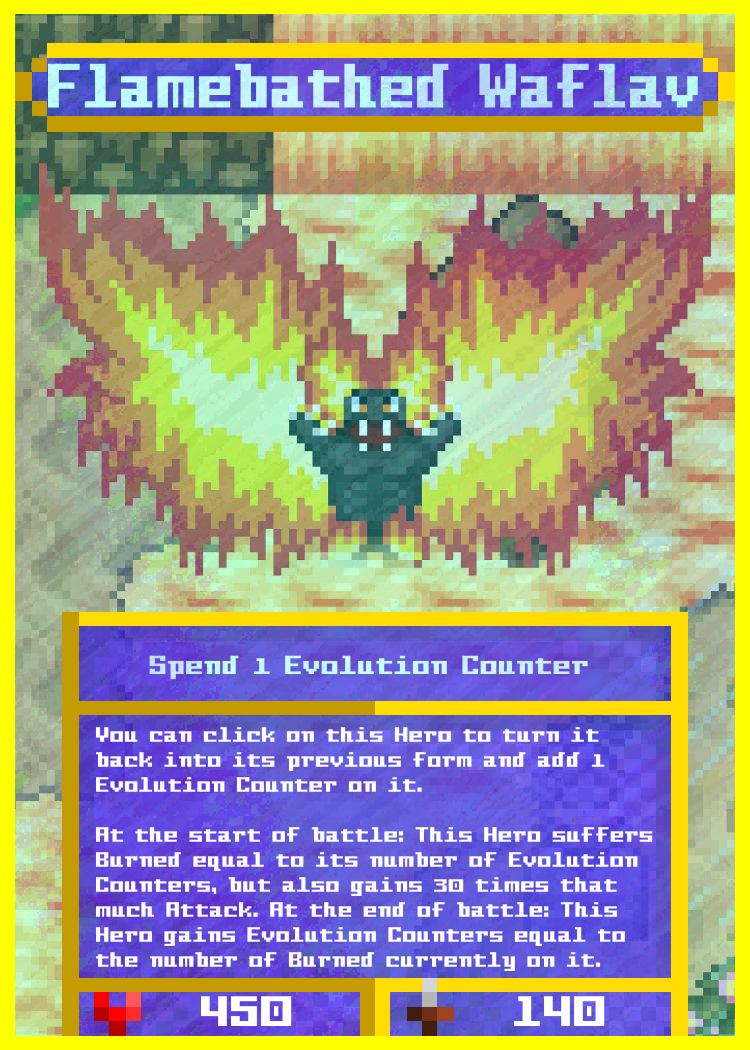 Flamebathed Waflav
Spend 1 Evolution Counter
You can click on this Hero to turn it
back into its previous form and add 1
Evolution Counter on it.
At the start of battle: This Hero suffers
Burned equal to its number of Evolution
Counters, but also gains 30 times that
much Attack. At the end of battle: This
Hero gains Evolution Counters equal to
the number of Burned currently on it.
450 140